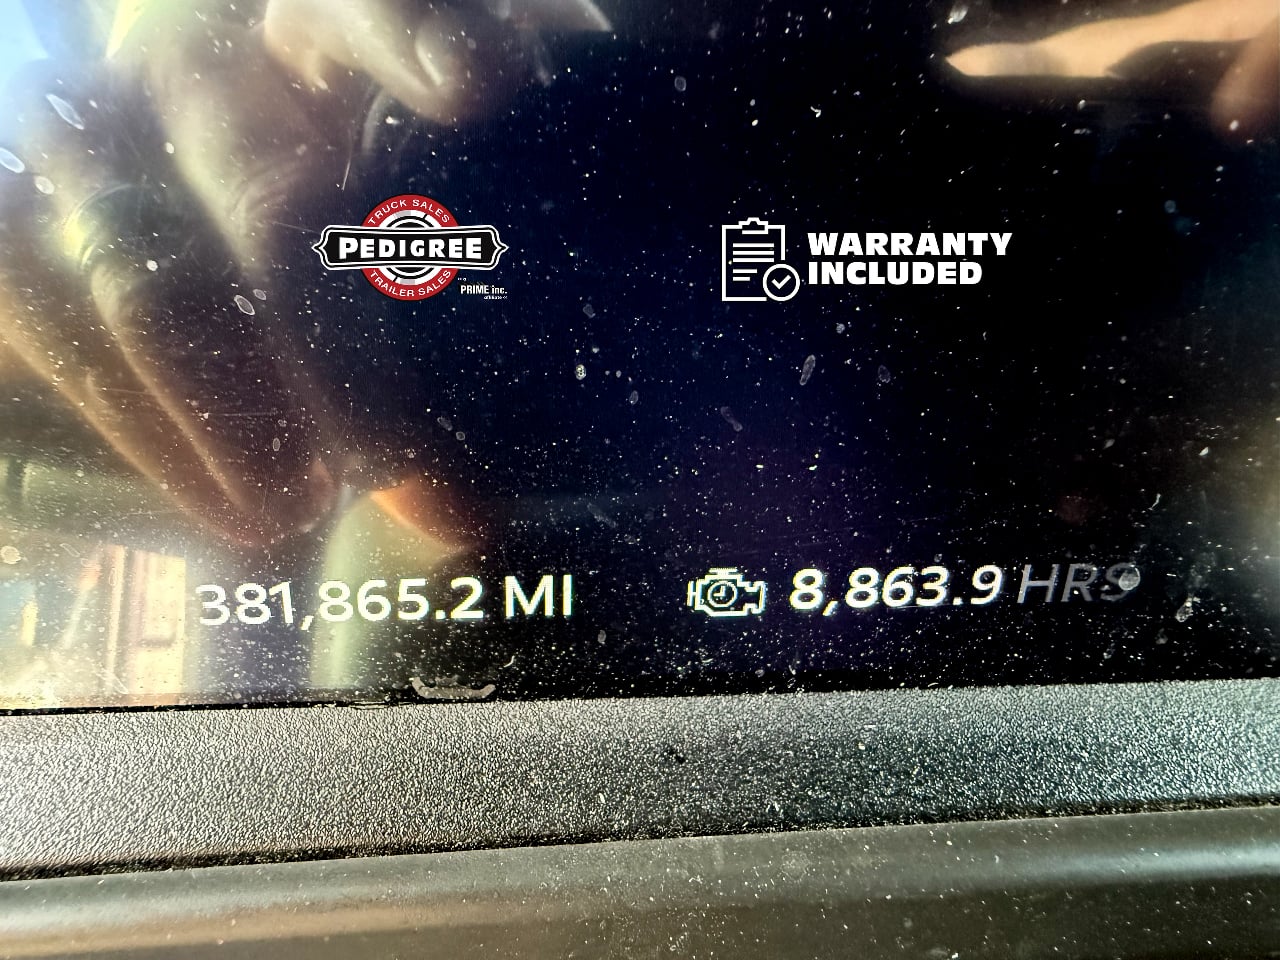 TRUCK SALES
PEDIGREE
TRAILER SALES
PRIME inc.
WARRANTY
INCLUDED
381,865.2 MI
8,863.9 HRS